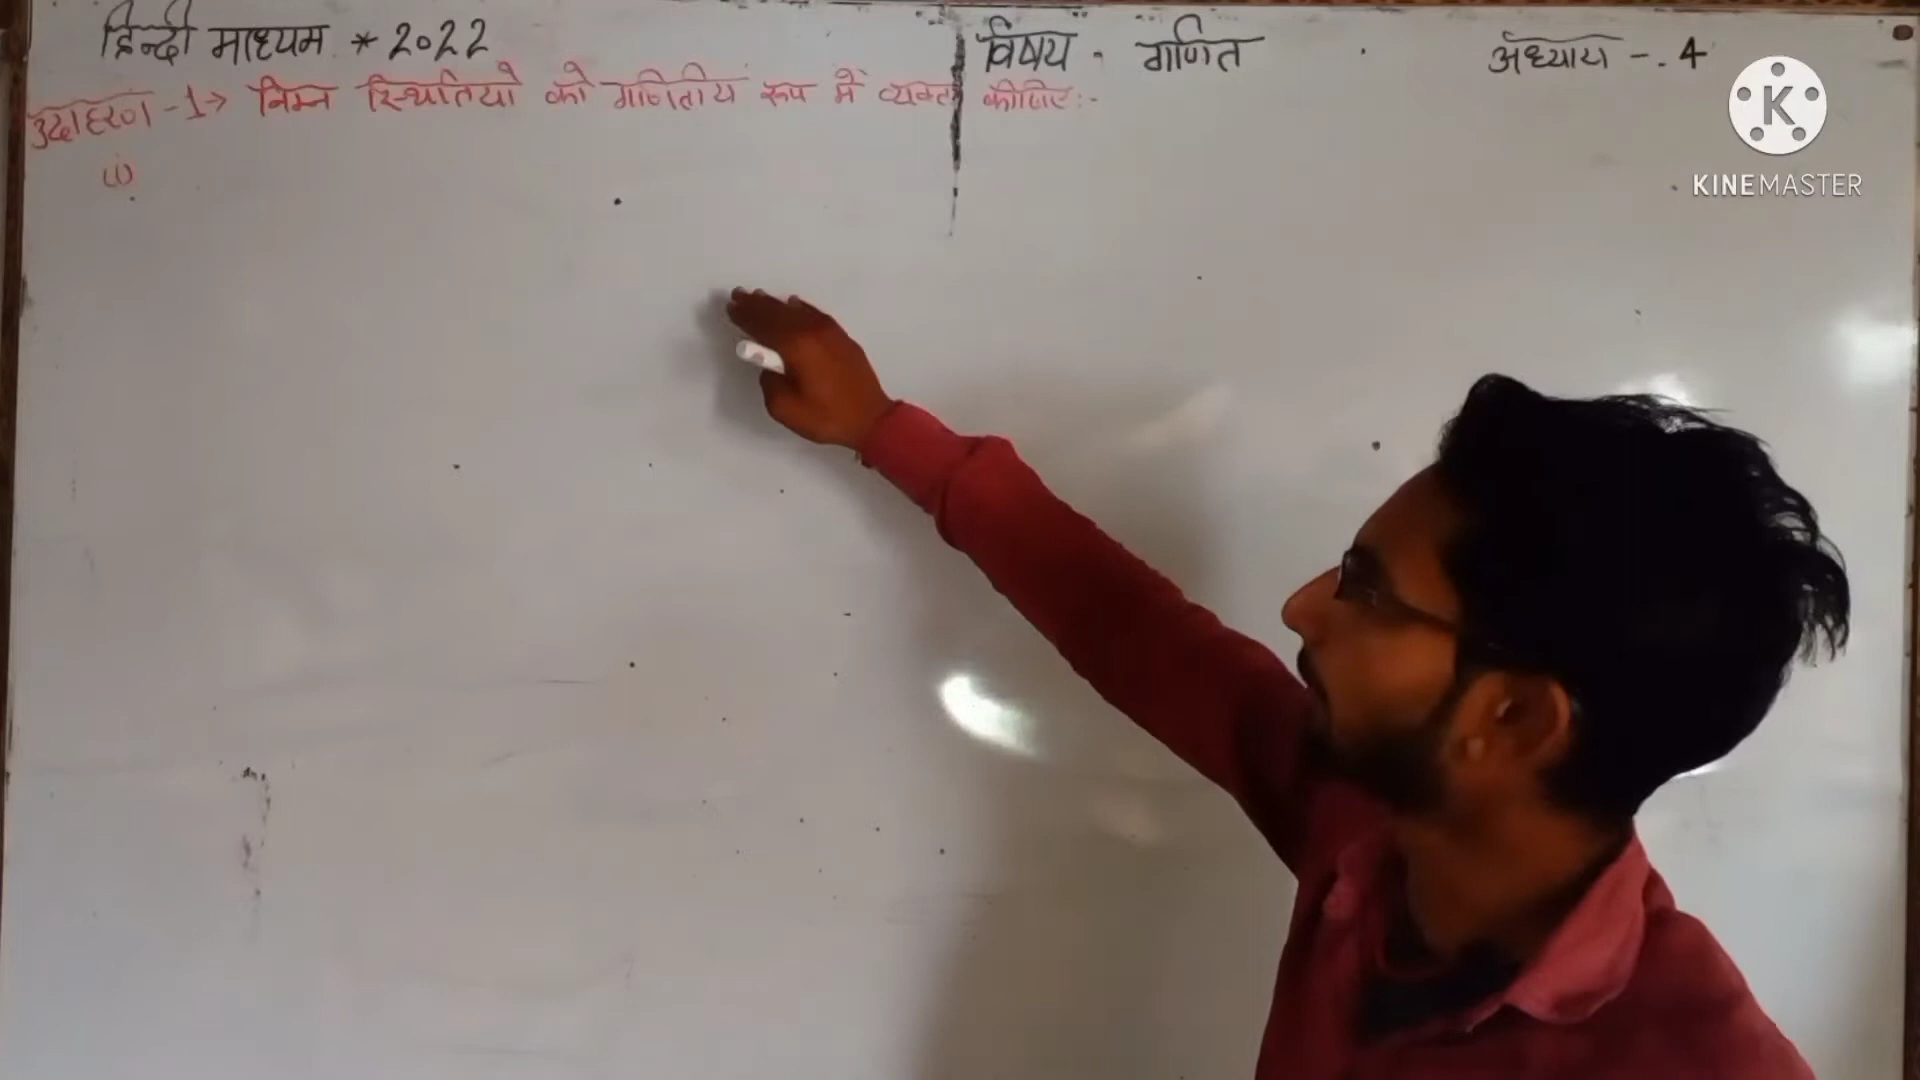 हिन्दी माध्यम * 2022
विषय - गणित
अध्याय - 4
उदाहरण - 1 → निम्न स्थितियो को गणितीय रूप में व्यक्त कीजिए :-
(i)
K
KINEMASTER